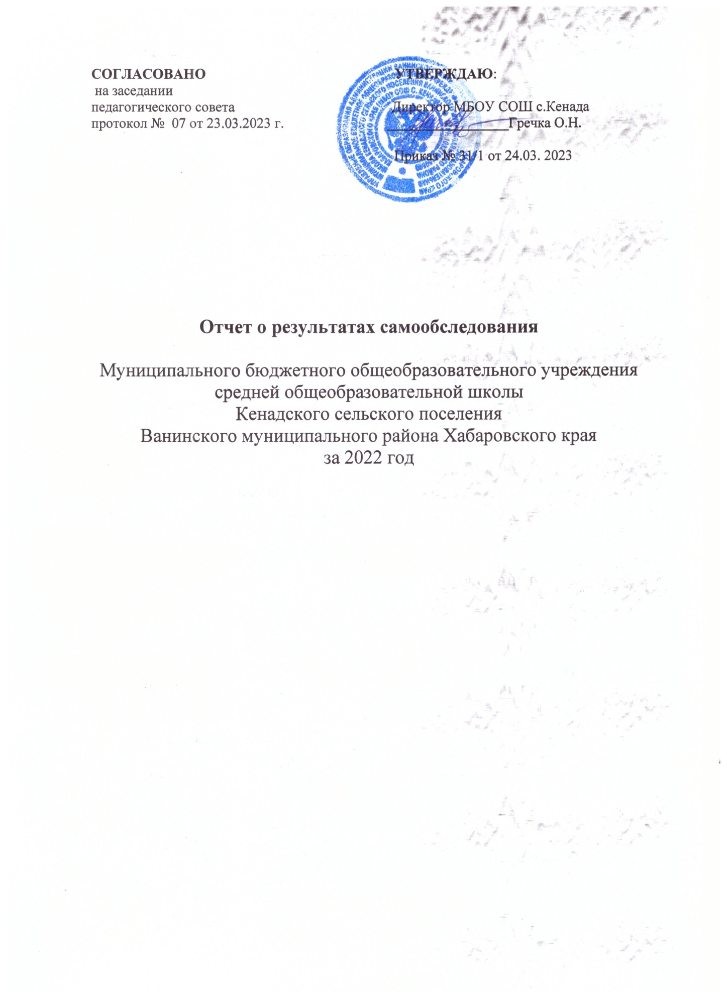 СОГЛАСОВАНО
на заседании
педагогического совета
протокол № 07 от 23.03.2023 г.
УТВЕРЖДАЮ:
Директор МБОУ СОШ с.Кенада
Гречка О.Н.
Приказ № 31/1 от 24.03. 2023
Отчет о результатах самообследования
Муниципального бюджетного общеобразовательного учреждения
средней общеобразовательной школы
Кенадского сельского поселения
Ванинского муниципального района Хабаровского края
за 2022 год